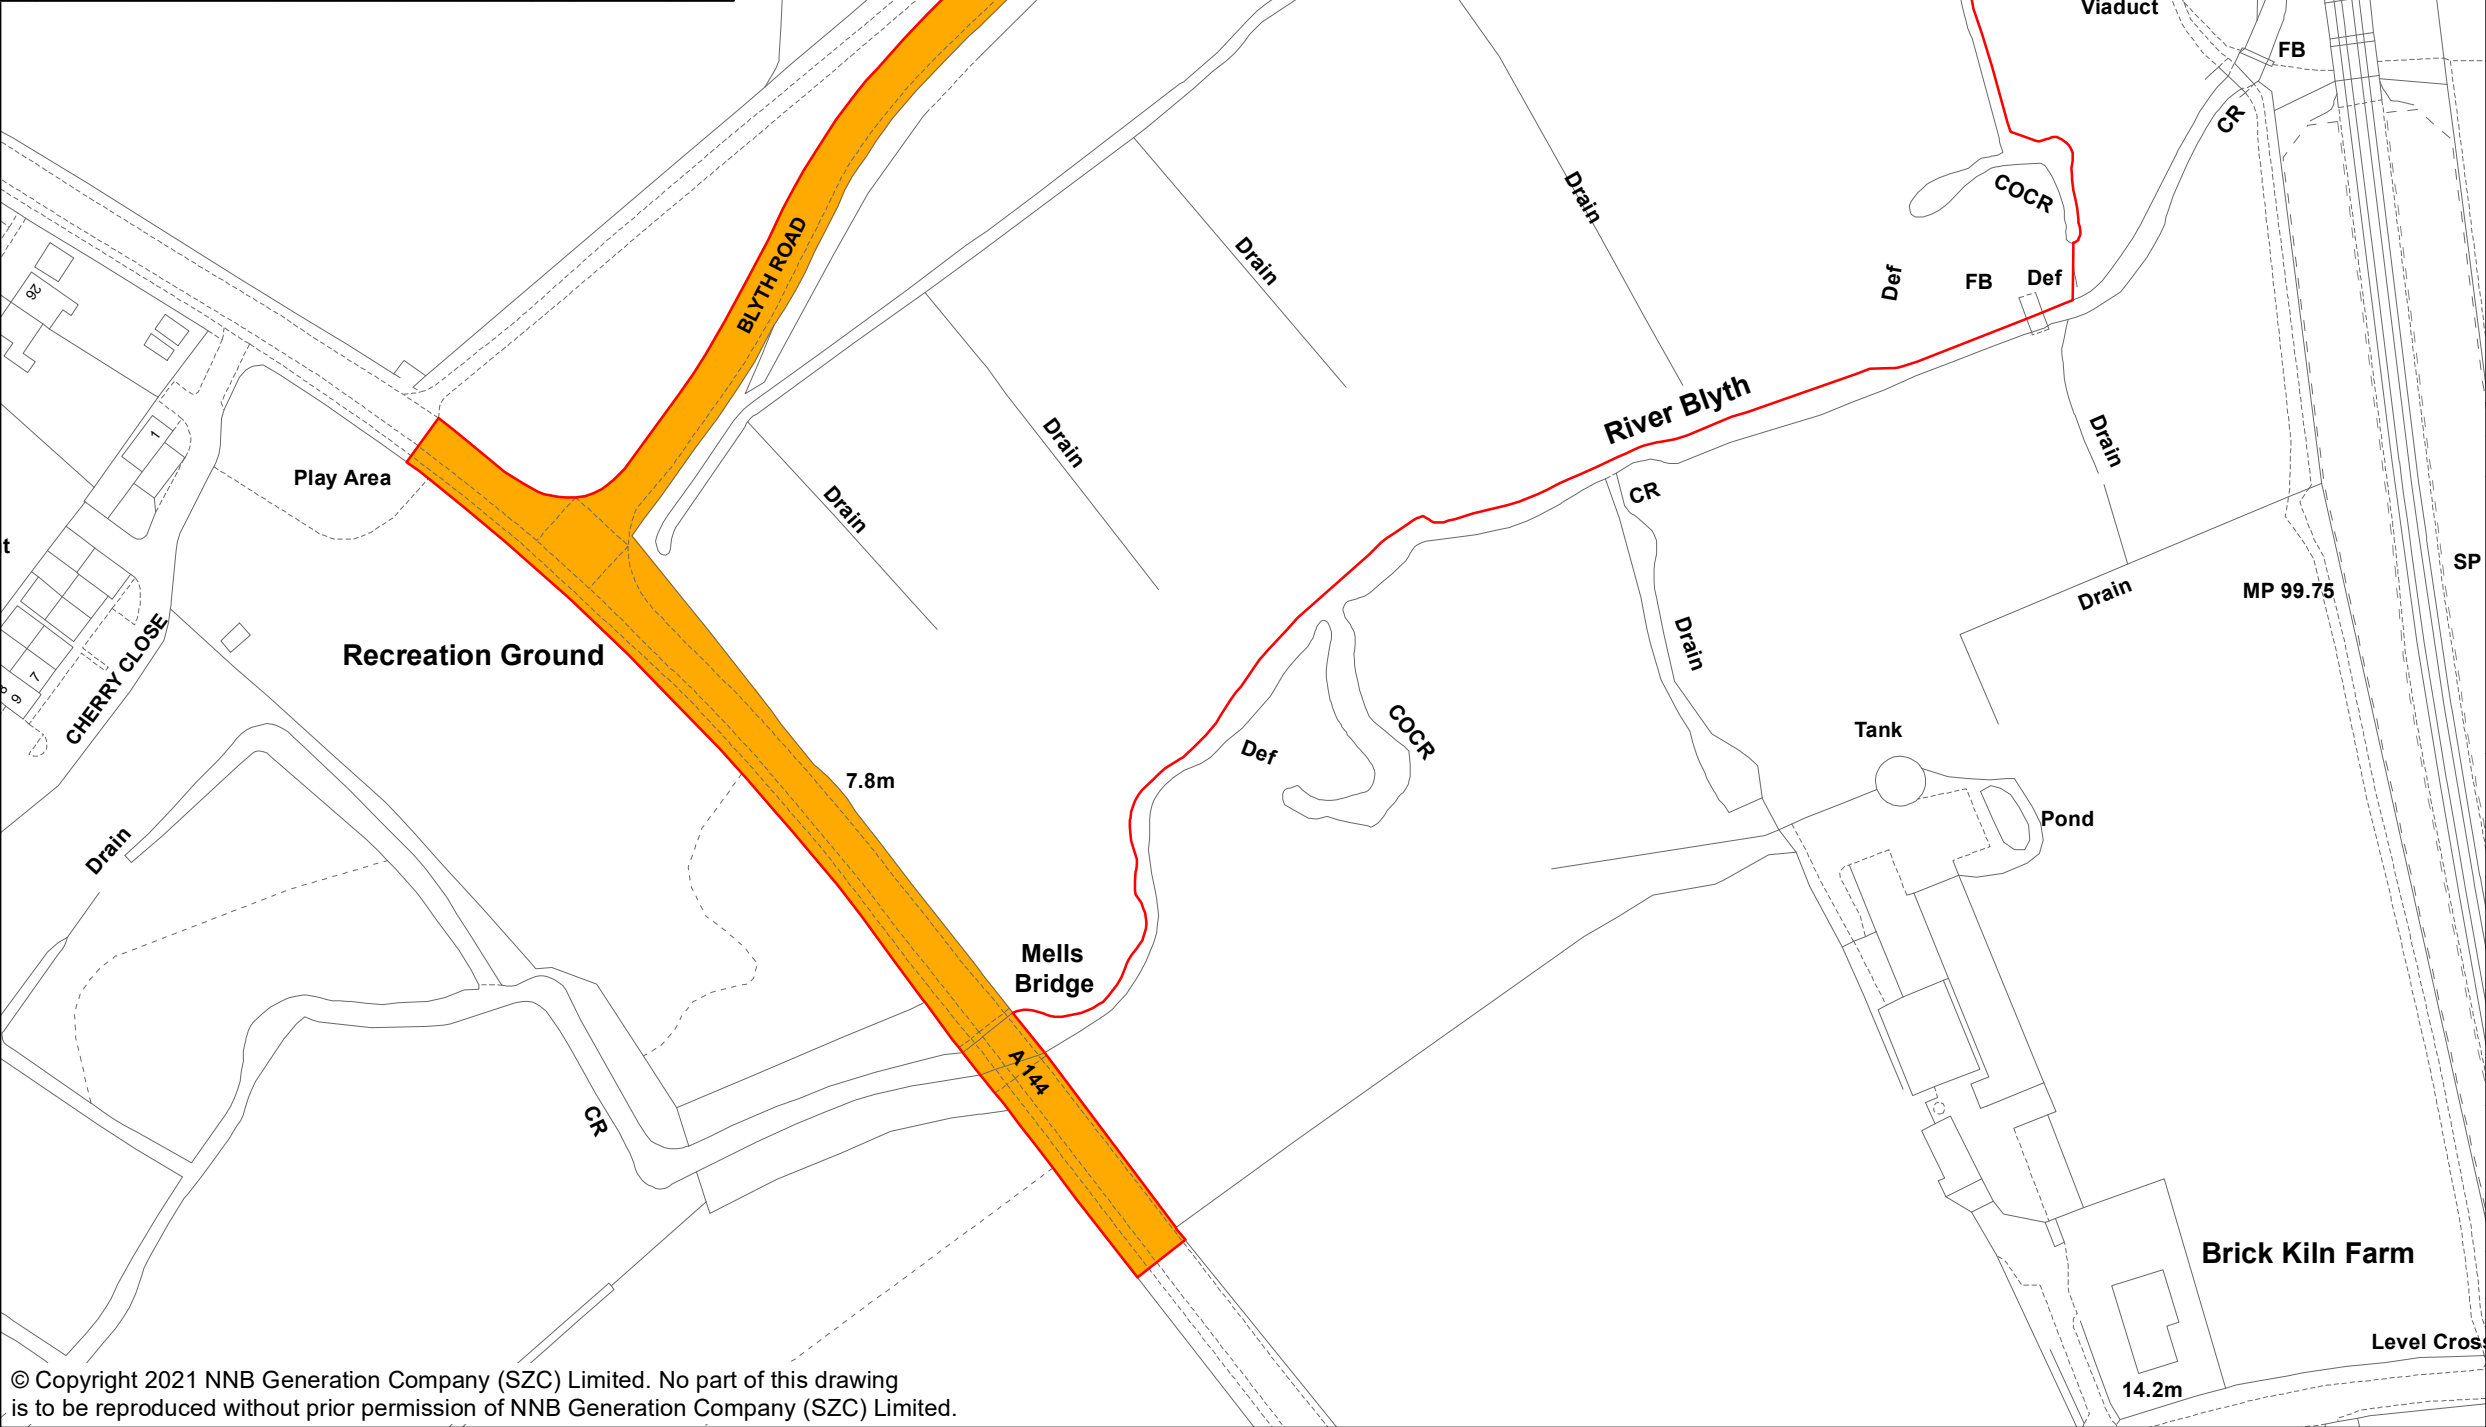 Viaduct
FB
CR
Drain
COCR
BLYTH ROAD
Drain
Def
FB
Def
26
River Blyth
1
Drain
Drain
Play Area
CR
Drain
t
SP
MP 99.75
Drain
Drain
Recreation Ground
CHERRY CLOSE
7
9
Tank
COCR
Def
7.8m
Pond
Drain
Mells
Bridge
A 144
CR
Brick Kiln Farm
Level Cross
14.2m
© Copyright 2021 NNB Generation Company (SZC) Limited. No part of this drawing
is to be reproduced without prior permission of NNB Generation Company (SZC) Limited.